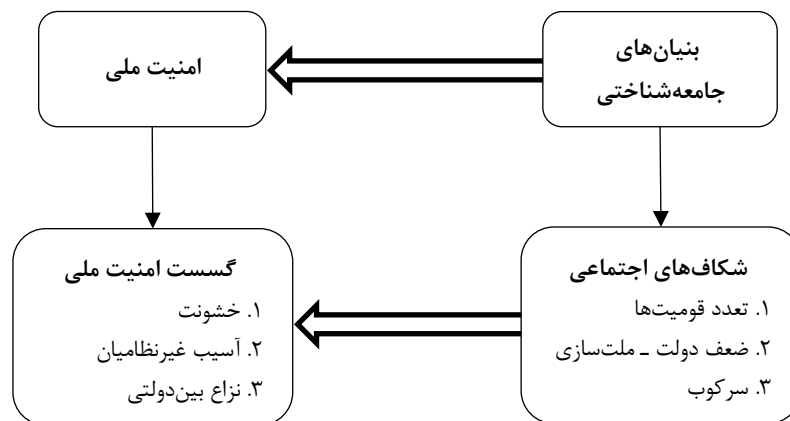 بنیان‌های
جامعه‌شناختی
امنیت ملی
شکاف‌های اجتماعی
۱. تعدد قومیت‌ها
۲. ضعف دولت ـ ملت‌سازی
۳. سرکوب
گسست امنیت ملی
۱. خشونت
۲. آسیب غیرنظامیان
۳. نزاع بین‌دولتی